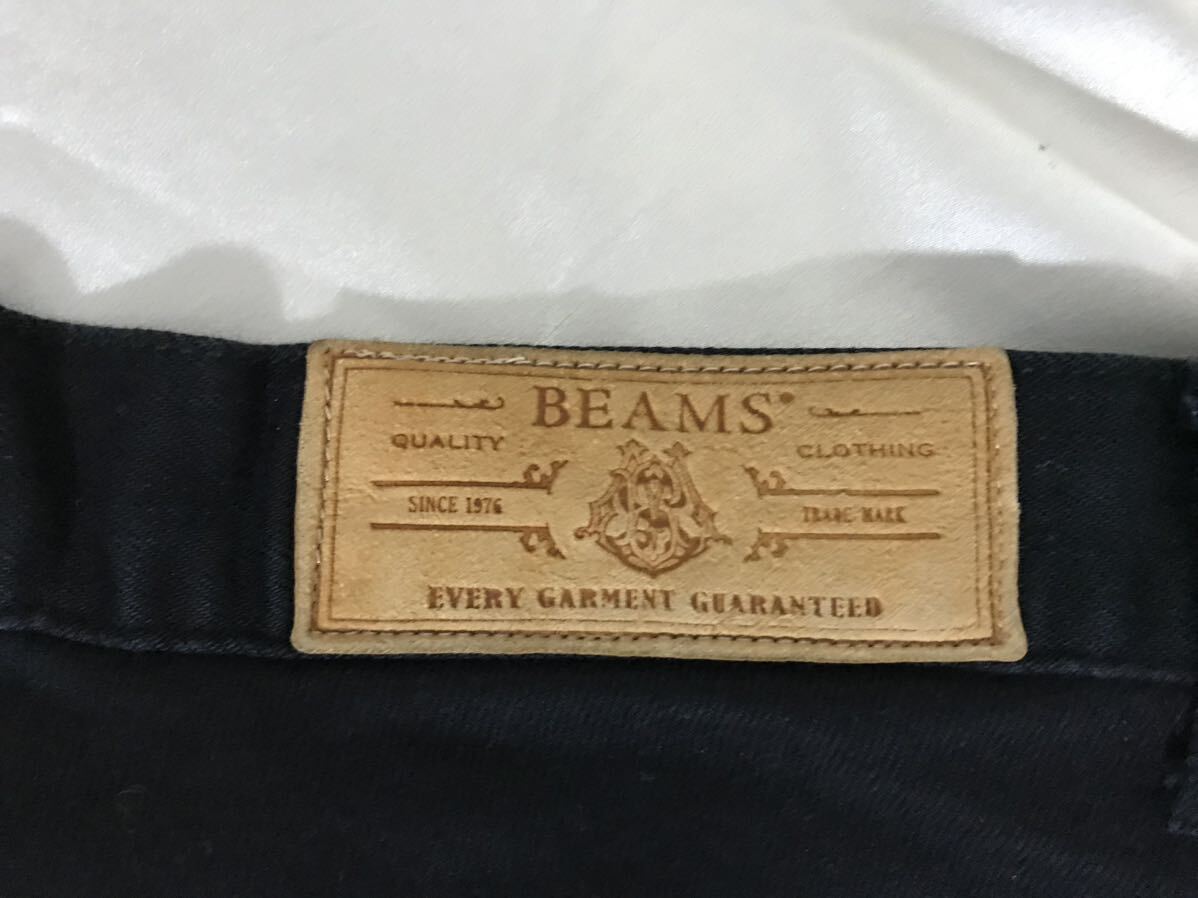 BEAMS®
QUALITY CLOTHING
SINCE 1976 TRADE MARK
EVERY GARMENT GUARANTEED